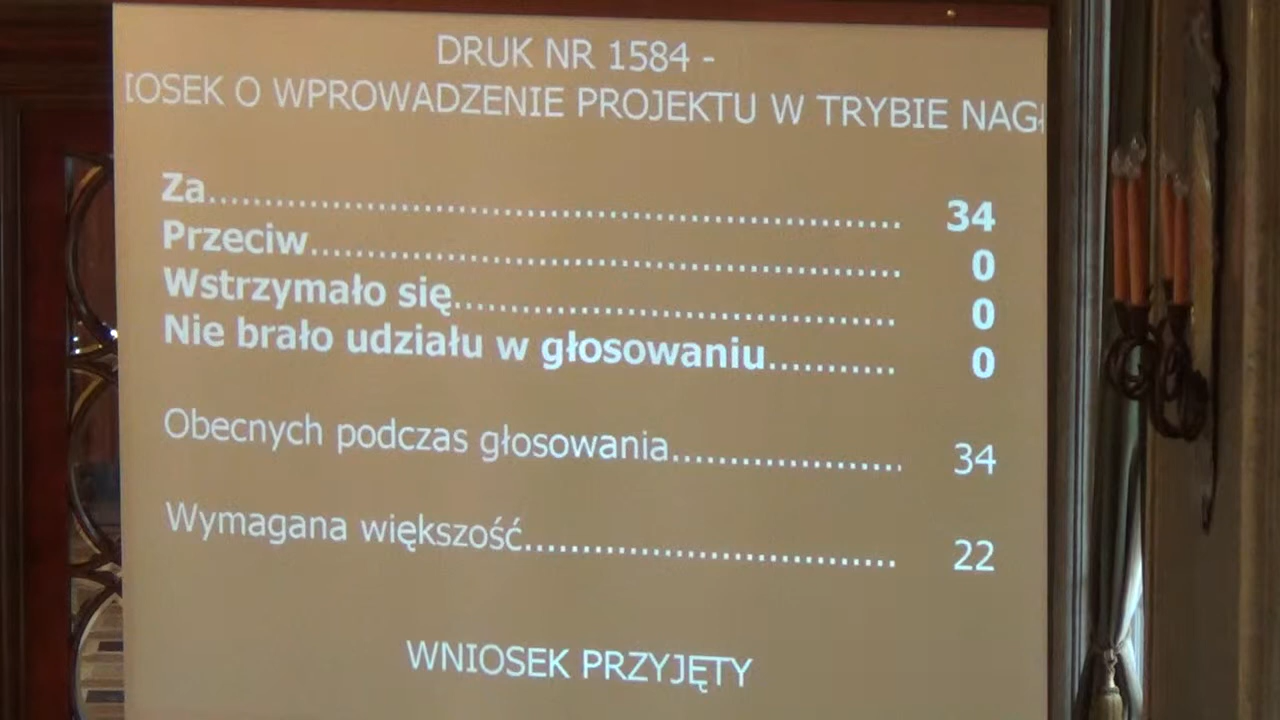 DRUK NR 1584 -
IOSEK O WPROWADZENIE PROJEKTU W TRYBIE NAGŁ
Za.................................................................. 34
Przeciw......................................................... 0
Wstrzymało się.......................................... 0
Nie brało udziału w głosowaniu............ 0
Obecnych podczas głosowania...................... 34
Wymagana większość................................... 22
WNIOSEK PRZYJĘTY